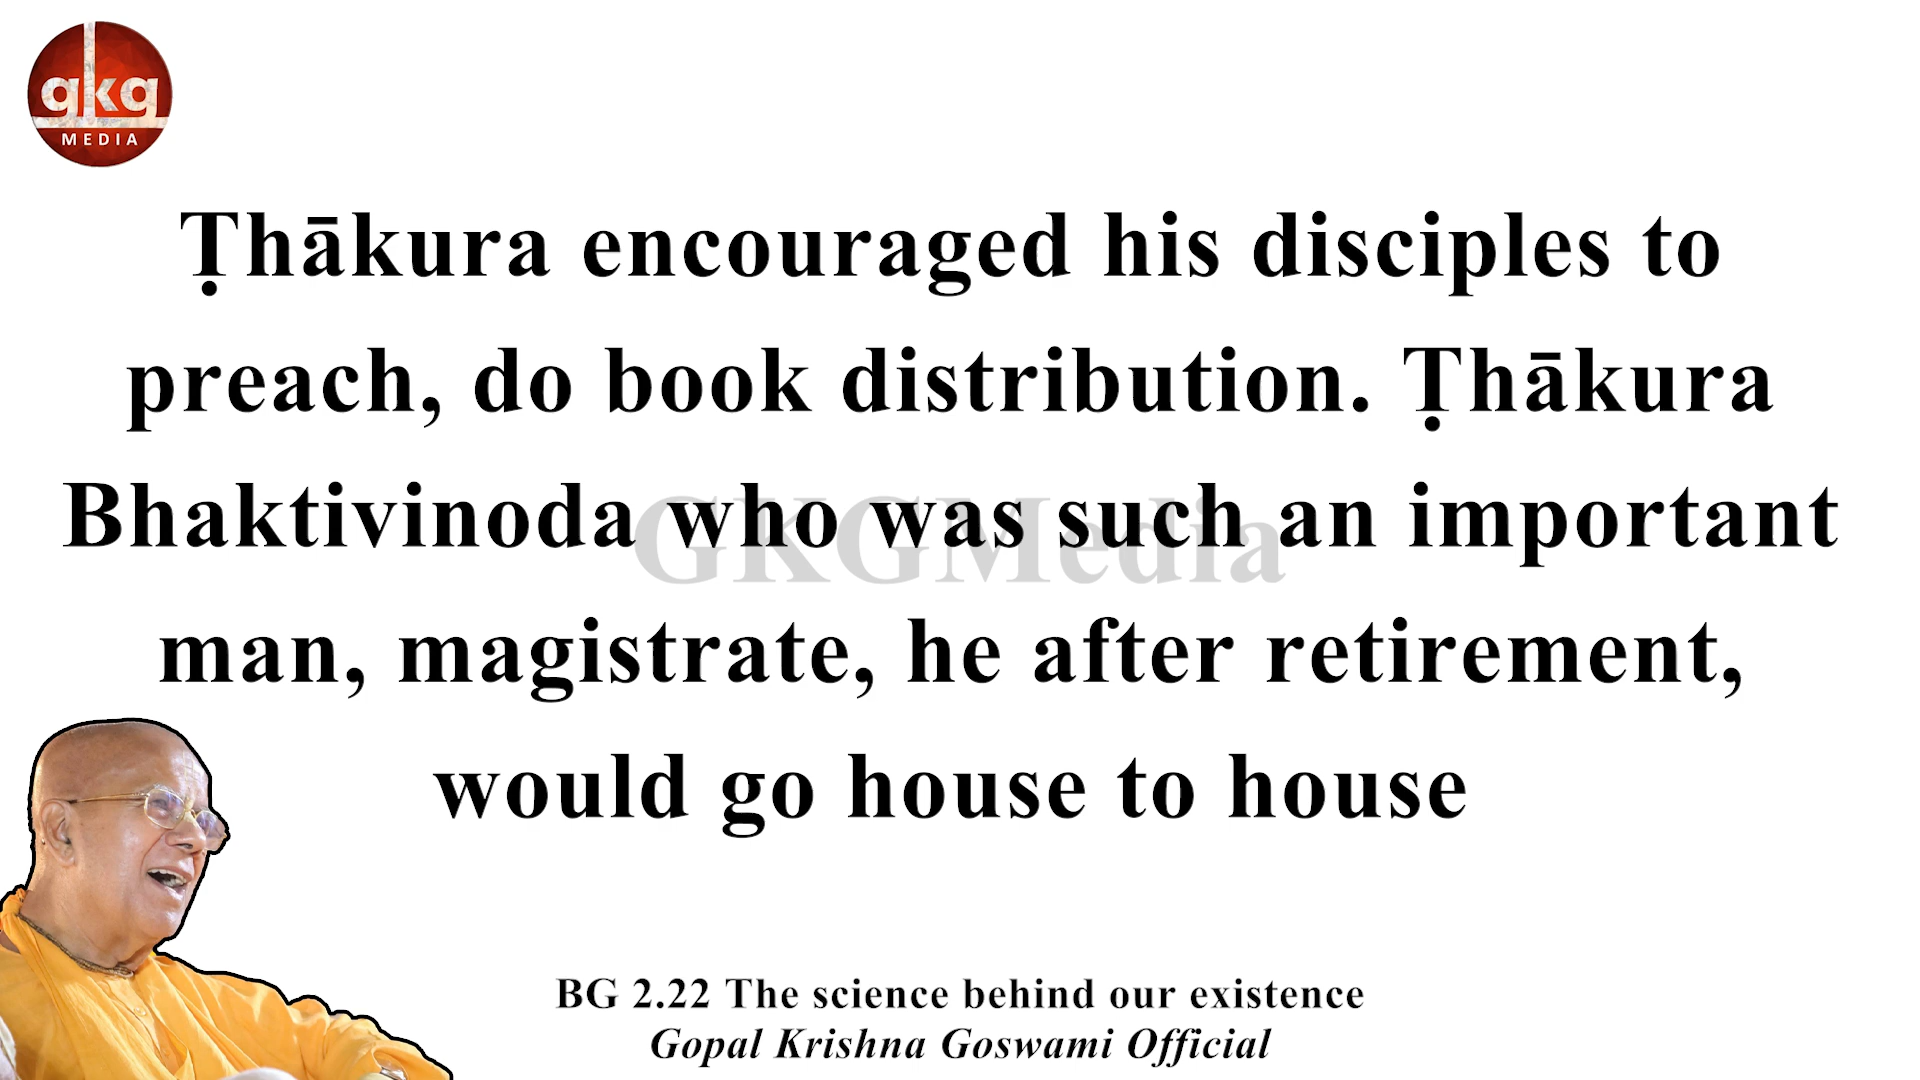 gkg
MEDIA
Ṭhākura encouraged his disciples to
preach, do book distribution. Ṭhākura
Bhaktivinoda who was such an important
man, magistrate, he after retirement,
would go house to house
GKGMedia
BG 2.22 The science behind our existence
Gopal Krishna Goswami Official